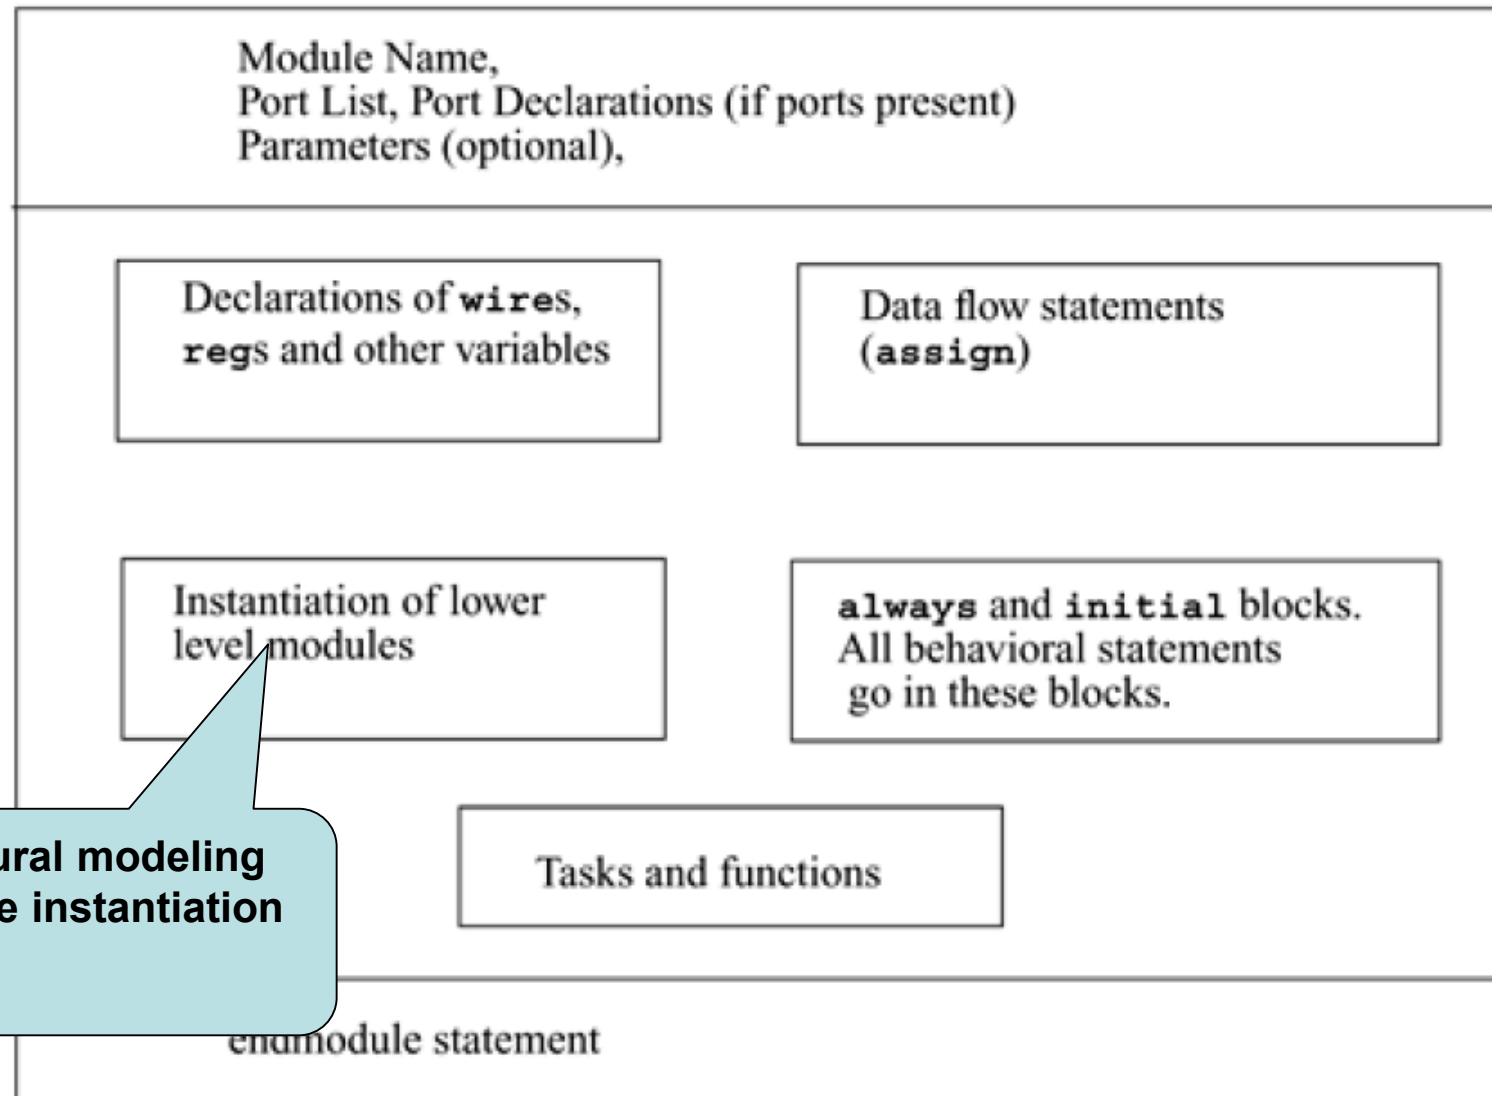 Module Name,
Port List, Port Declarations (if ports present)
Parameters (optional),
Declarations of wires,
regs and other variables
Data flow statements
(assign)
Instantiation of lower
level modules
always and initial blocks.
All behavioral statements
go in these blocks.
ural modeling
e instantiation
Tasks and functions
endmodule statement